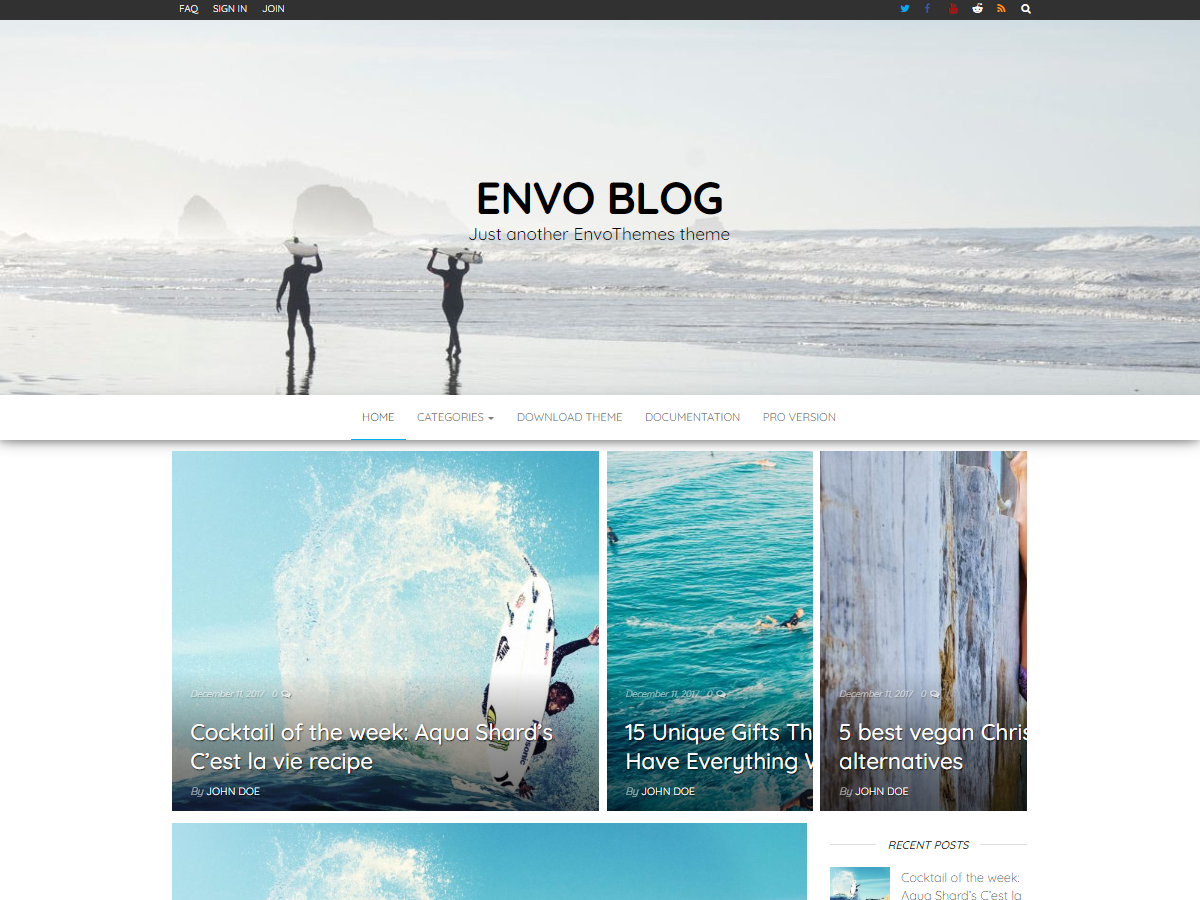 FAQ SIGN IN JOIN
ENVO BLOG
Just another EnvoThemes theme
HOME CATEGORIES DOWNLOAD THEME DOCUMENTATION PRO VERSION
December 11, 2017 0
Cocktail of the week: Aqua Shard's
C'est la vie recipe
By JOHN DOE
December 11, 2017 0
15 Unique Gifts Th
Have Everything W
By JOHN DOE
December 11, 2017 0
5 best vegan Chris
alternatives
By JOHN DOE
RECENT POSTS
Cocktail of the week:
Aqua Shard's C'est la